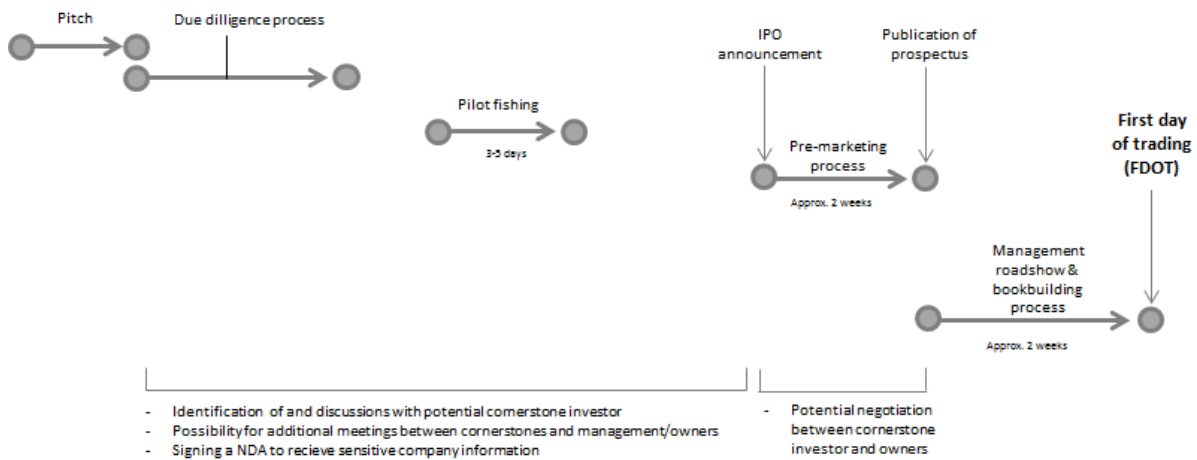 Pitch
Due dilligence process
Pilot fishing
3-5 days
IPO
announcement
Publication of
prospectus
Pre-marketing
process
Approx. 2 weeks
First day
of trading
(FDOT)
Management
roadshow &
bookbuilding
process
Approx. 2 weeks
- Identification of and discussions with potential cornerstone investor
- Possibility for additional meetings between cornerstones and management/owners
- Signing a NDA to recieve sensitive company information
- Potential negotiation
between cornerstone
investor and owners